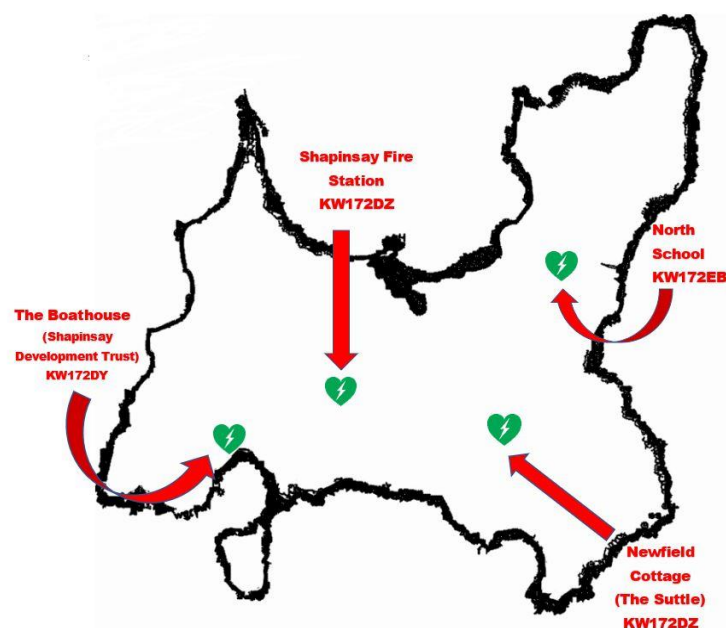 Shapinsay Fire
Station
KW172DZ
North
School
KW172EB
The Boathouse
(Shapinsay
Development Trust)
KW172DY
Newfield
Cottage
(The Suttle)
KW172DZ